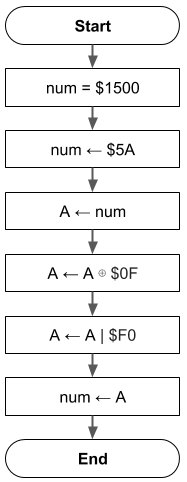 Start
num = $1500
num ← $5A
A ← num
A ← A ⊕ $0F
A ← A | $F0
num ← A
End